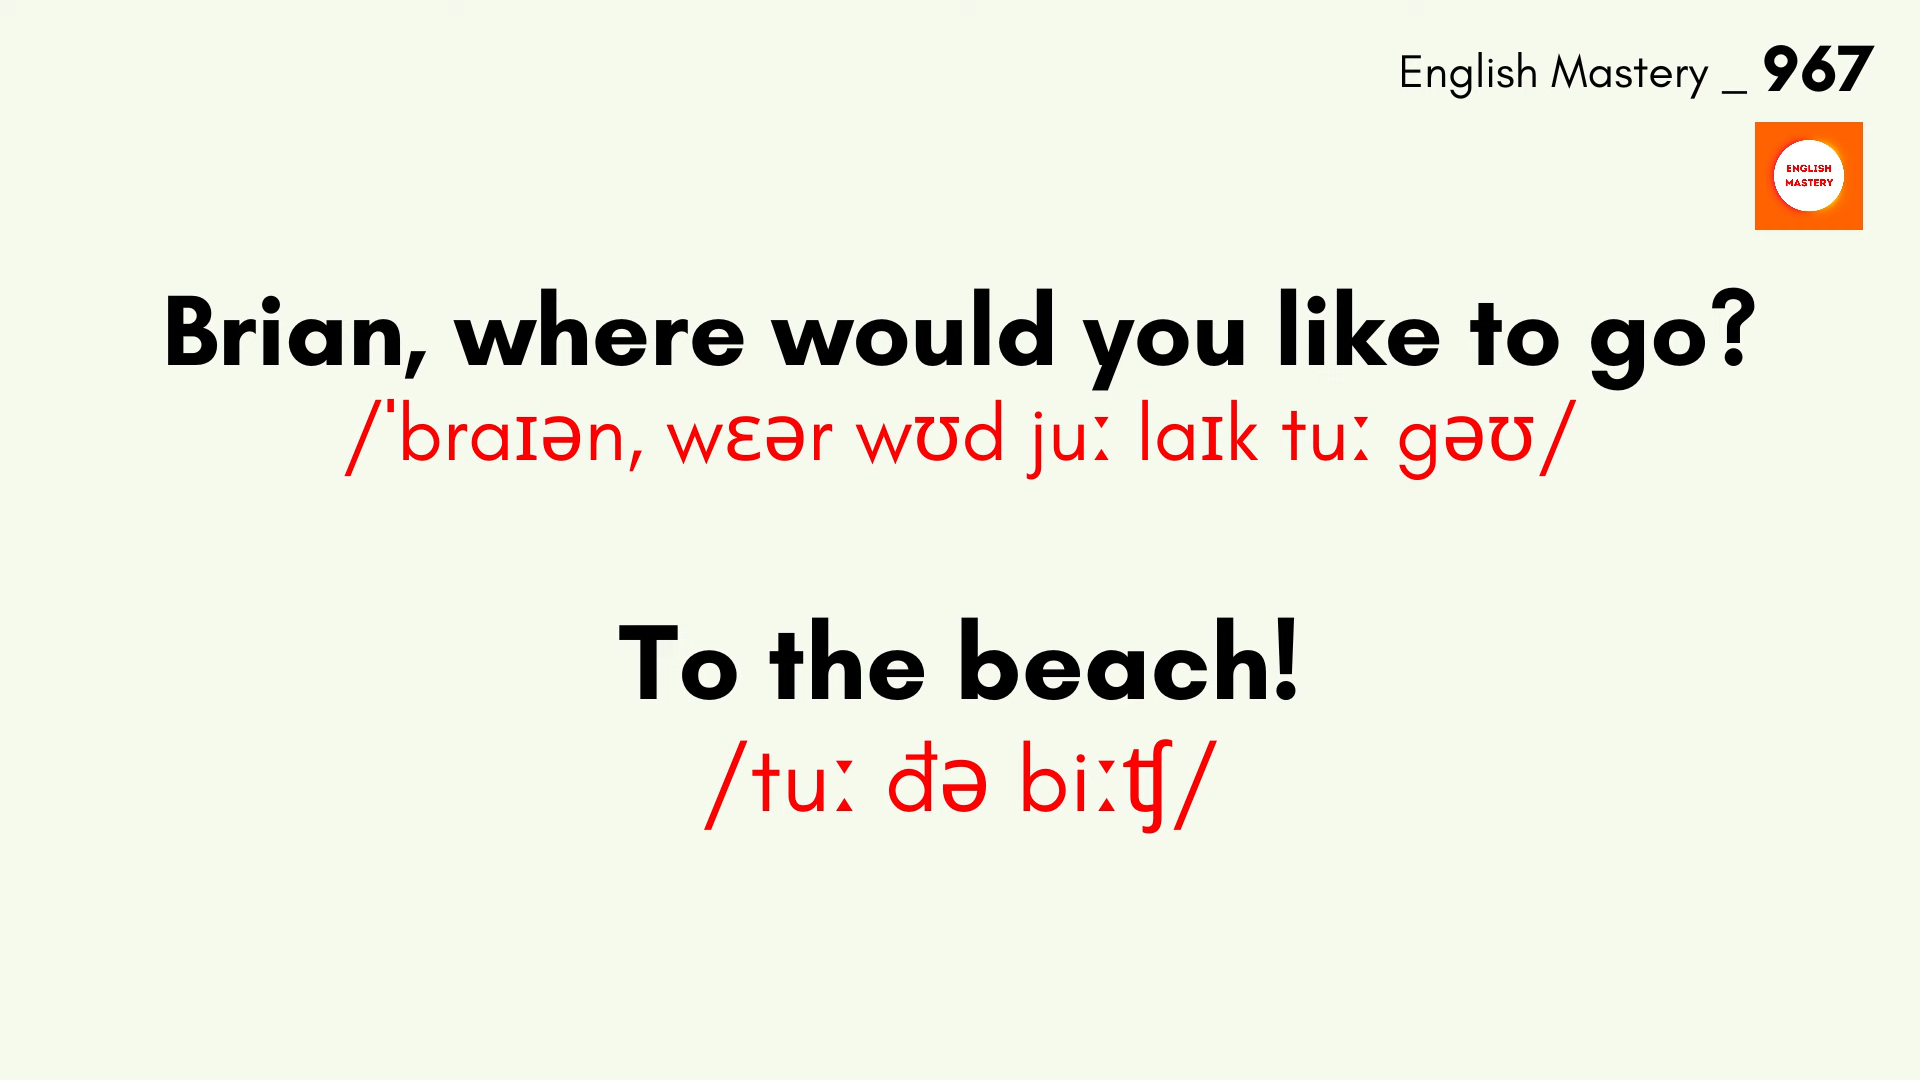 English Mastery _ 967
ENGLISH
MASTERY
Brian, where would you like to go?
/ˈbraɪən, wɛər wʊd juː laɪk tuː gəʊ/
To the beach!
/tuː đə biːʧ/